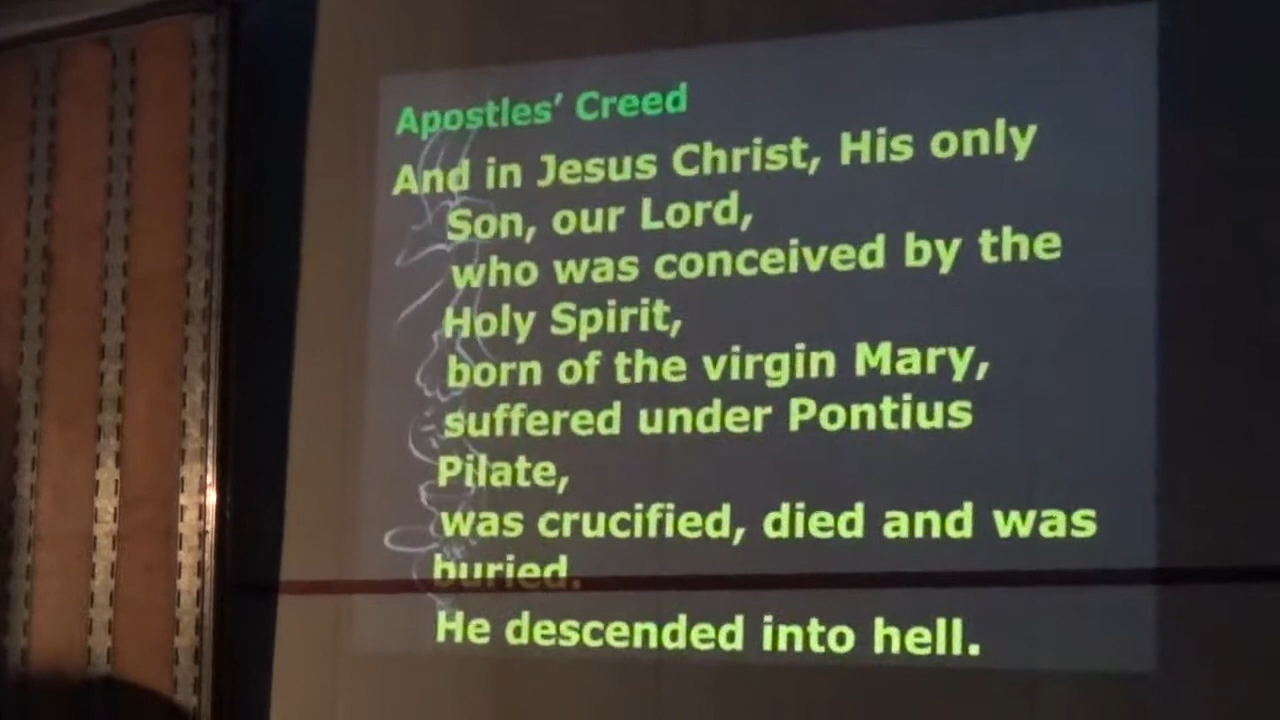 Apostles’ Creed
And in Jesus Christ, His only
Son, our Lord,
who was conceived by the
Holy Spirit,
born of the virgin Mary,
suffered under Pontius
Pilate,
was crucified, died and was
buried.
He descended into hell.